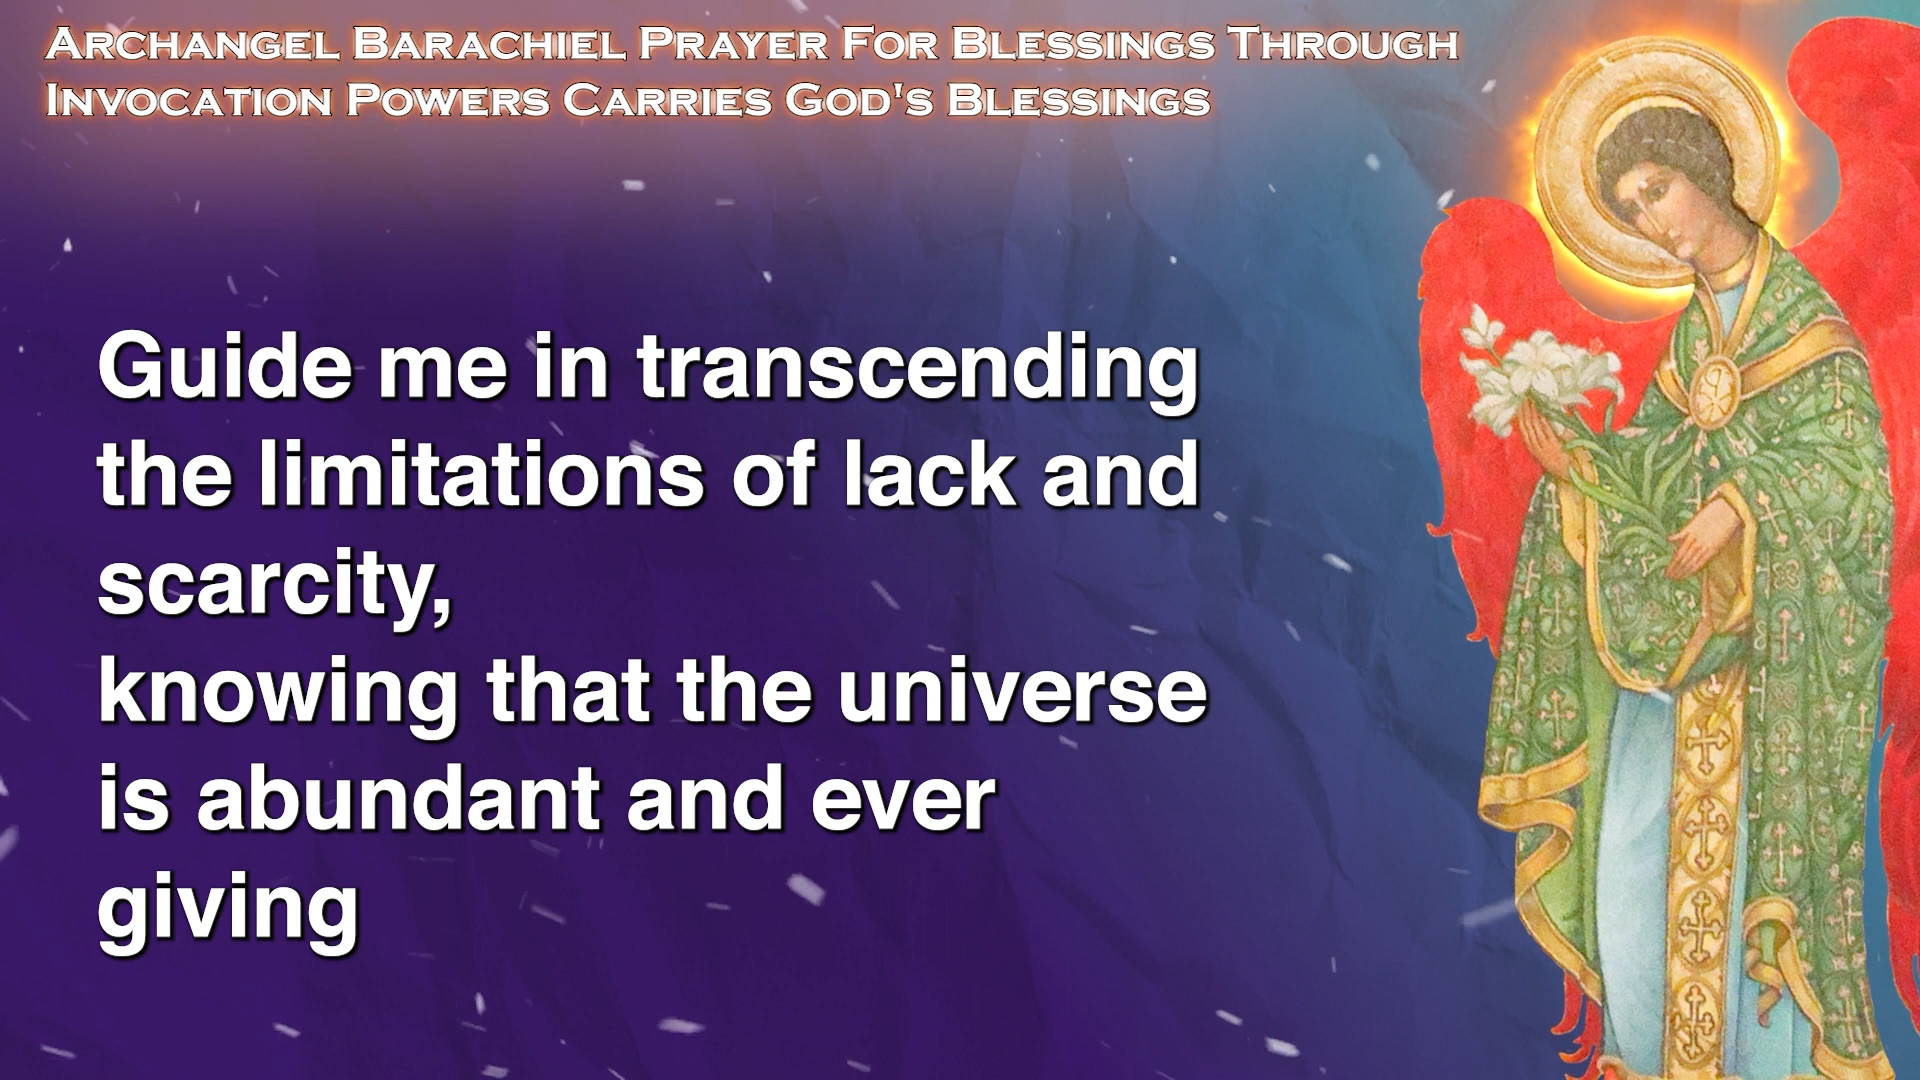 Archangel Barachiel Prayer For Blessings Through
Invocation Powers Carries God's Blessings
Guide me in transcending
the limitations of lack and
scarcity,
knowing that the universe
is abundant and ever
giving